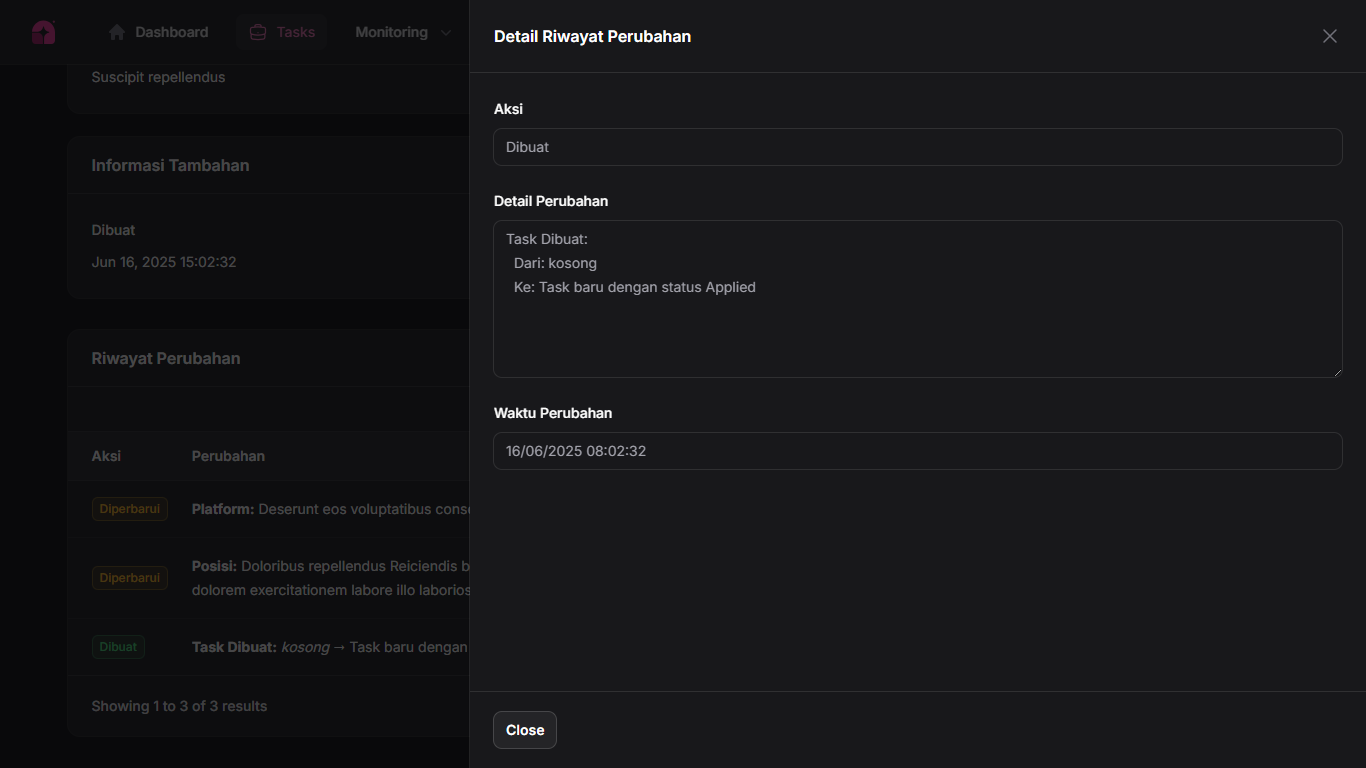 Dashboard
Tasks
Monitoring
Suscipit repellendus
Informasi Tambahan
Dibuat
Jun 16, 2025 15:02:32
Riwayat Perubahan
Aksi
Perubahan
Diperbarui
Platform: Deserunt eos voluptatibus conse
Diperbarui
Posisi: Doloribus repellendus Reiciendis b
dolorem exercitationem labore illo laborios
Dibuat
Task Dibuat: kosong → Task baru dengan
Showing 1 to 3 of 3 results
Detail Riwayat Perubahan
Aksi
Dibuat
Detail Perubahan
Task Dibuat:
Dari: kosong
Ke: Task baru dengan status Applied
Waktu Perubahan
16/06/2025 08:02:32
Close